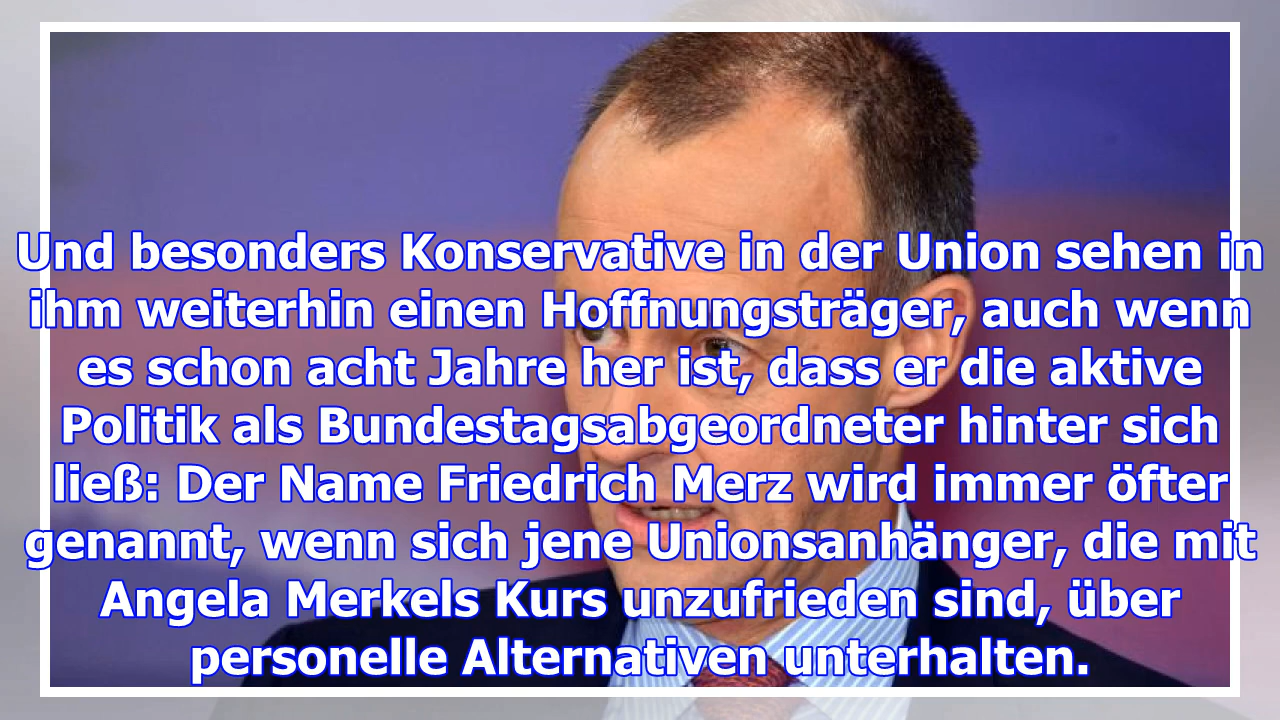 Und besonders Konservative in der Union sehen in
ihm weiterhin einen Hoffnungsträger, auch wenn
es schon acht Jahre her ist, dass er die aktive
Politik als Bundestagsabgeordneter hinter sich
ließ: Der Name Friedrich Merz wird immer öfter
genannt, wenn sich jene Unionsanhänger, die mit
Angela Merkels Kurs unzufrieden sind, über
personelle Alternativen unterhalten.